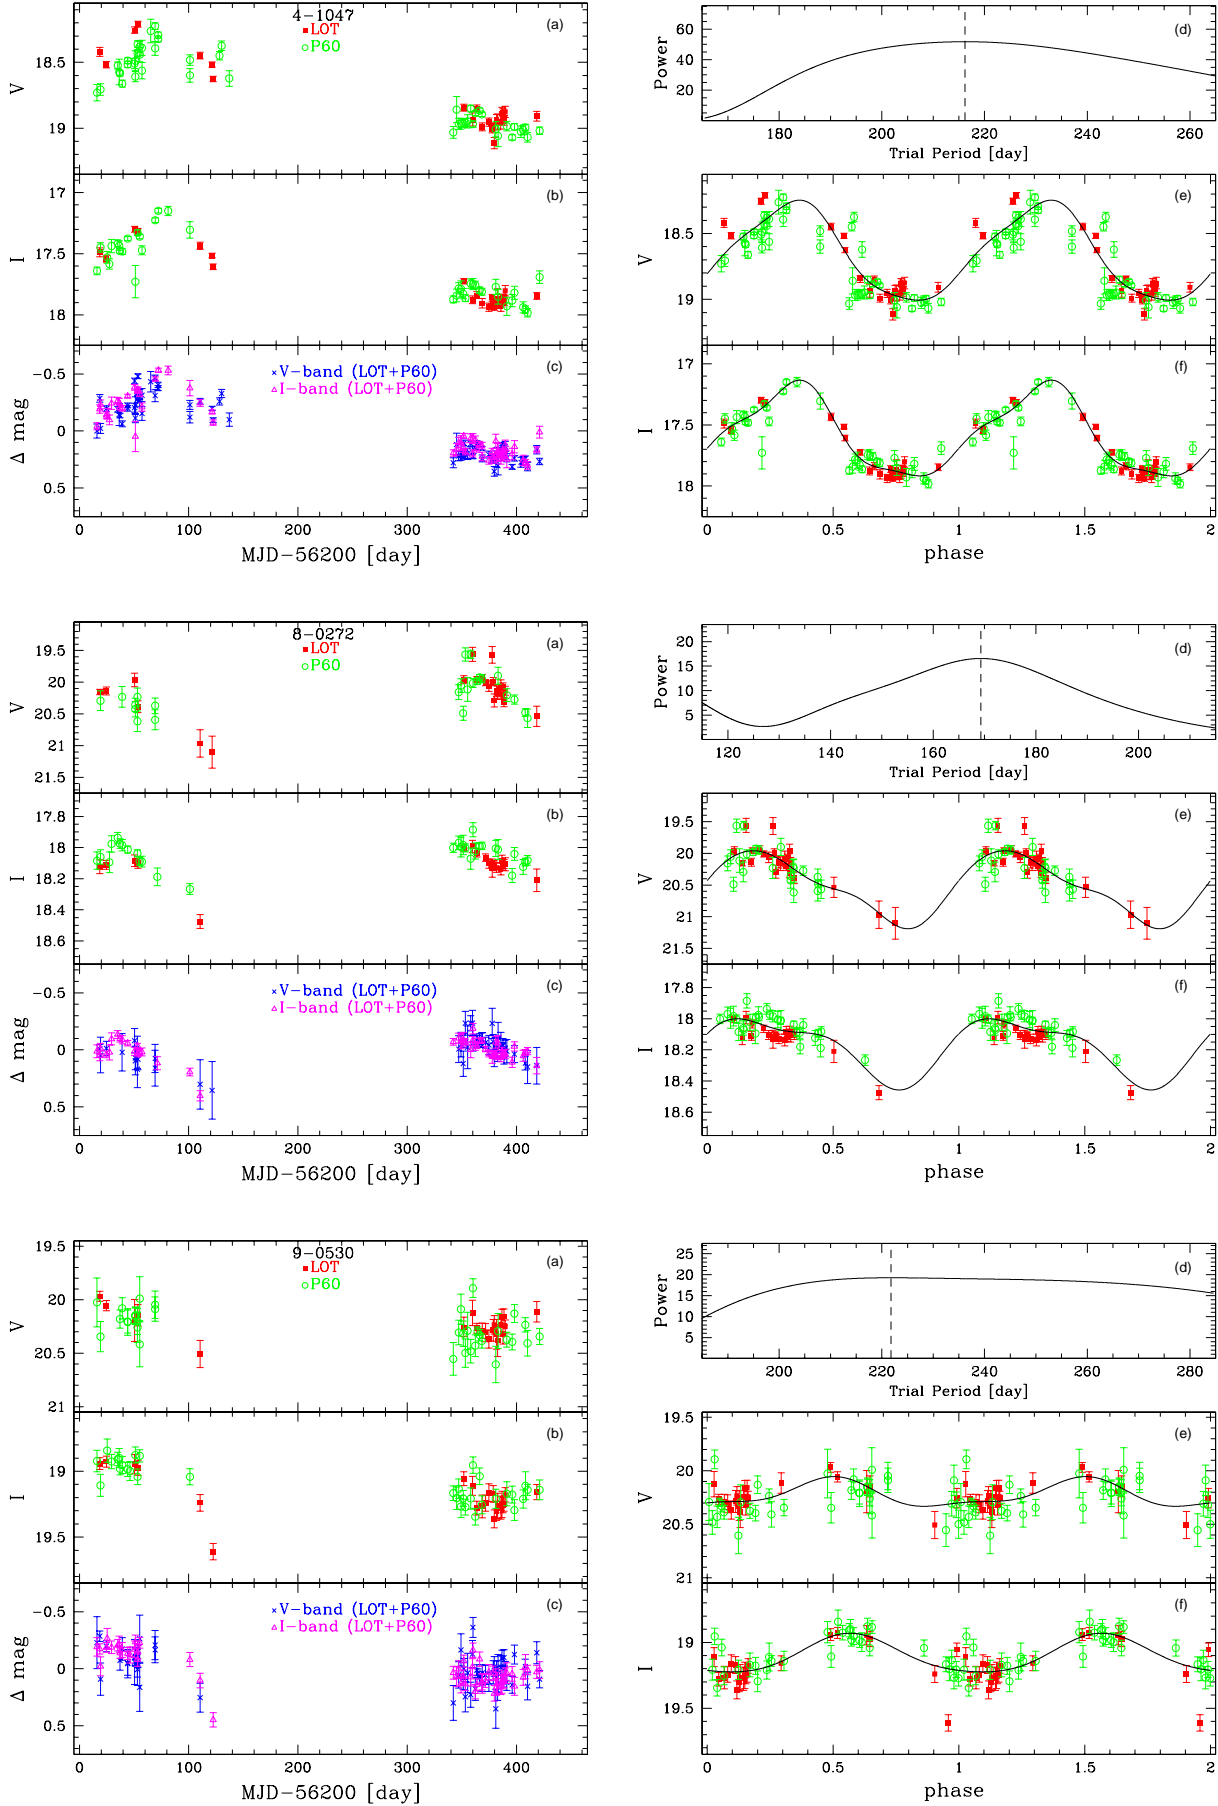 4-1047
LOT
P60
(a)
V
18.5
19
(b)
I
17
17.5
18
(c)
V-band (LOT+P60)
I-band (LOT+P60)
Δ mag
-0.5
0
0.5
0 100 200 300 400
MJD-56200 [day]
(d)
Power
60
40
20
180 200 220 240 260
Trial Period [day]
(e)
V
18.5
19
(f)
I
17
17.5
18
0 0.5 1 1.5 2
phase
8-0272
LOT
P60
(a)
V
19.5
20
20.5
21
21.5
(b)
I
17.8
18
18.2
18.4
18.6
(c)
V-band (LOT+P60)
I-band (LOT+P60)
Δ mag
-0.5
0
0.5
0 100 200 300 400
MJD-56200 [day]
(d)
Power
20
15
10
5
120 140 160 180 200
Trial Period [day]
(e)
V
19.5
20
20.5
21
21.5
(f)
I
17.8
18
18.2
18.4
18.6
0 0.5 1 1.5 2
phase
9-0530
LOT
P60
(a)
V
19.5
20
20.5
21
(b)
I
19
19.5
(c)
V-band (LOT+P60)
I-band (LOT+P60)
Δ mag
-0.5
0
0.5
0 100 200 300 400
MJD-56200 [day]
(d)
Power
25
20
15
10
5
200 220 240 260 280
Trial Period [day]
(e)
V
19.5
20
20.5
21
(f)
I
19
19.5
0 0.5 1 1.5 2
phase